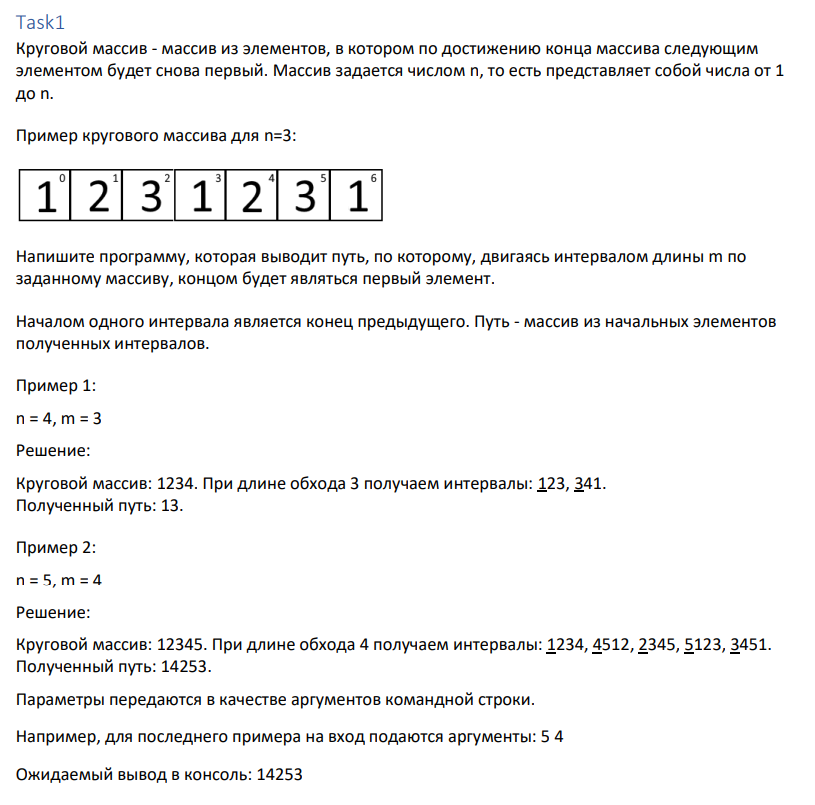 Task1
Круговой массив - массив из элементов, в котором по достижению конца массива следующим
элементом будет снова первый. Массив задается числом n, то есть представляет собой числа от 1
до n.
Пример кругового массива для n=3:
1 0 2 1 3 2 1 3 2 4 3 5 1 6
Напишите программу, которая выводит путь, по которому, двигаясь интервалом длины m по
заданному массиву, концом будет являться первый элемент.
Началом одного интервала является конец предыдущего. Путь - массив из начальных элементов
полученных интервалов.
Пример 1:
n = 4, m = 3
Решение:
Круговой массив: 1234. При длине обхода 3 получаем интервалы: 123, 341.
Полученный путь: 13.
Пример 2:
n = 5, m = 4
Решение:
Круговой массив: 12345. При длине обхода 4 получаем интервалы: 1234, 4512, 2345, 5123, 3451.
Полученный путь: 14253.
Параметры передаются в качестве аргументов командной строки.
Например, для последнего примера на вход подаются аргументы: 5 4
Ожидаемый вывод в консоль: 14253